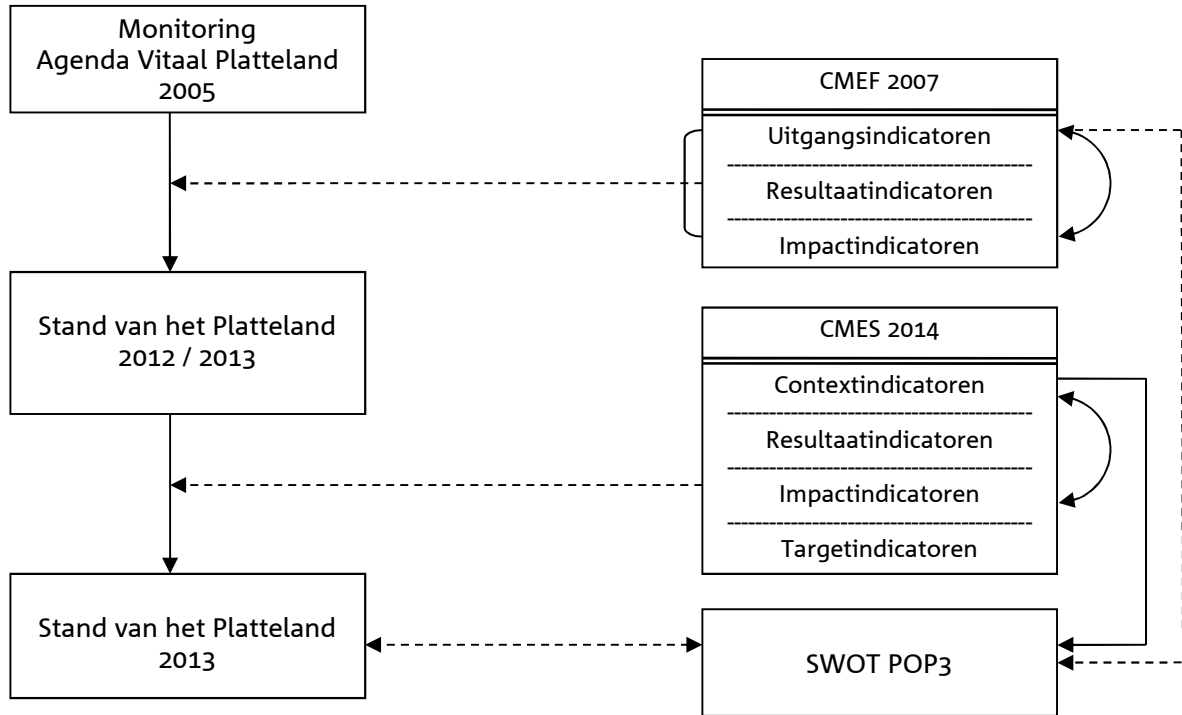 Monitoring
Agenda Vitaal Platteland
2005
Stand van het Platteland
2012 / 2013
Stand van het Platteland
2013
CMEF 2007
Uitgangsindicatoren
Resultaatindicatoren
Impactindicatoren
CMES 2014
Contextindicatoren
Resultaatindicatoren
Impactindicatoren
Targetindicatoren
SWOT POP3